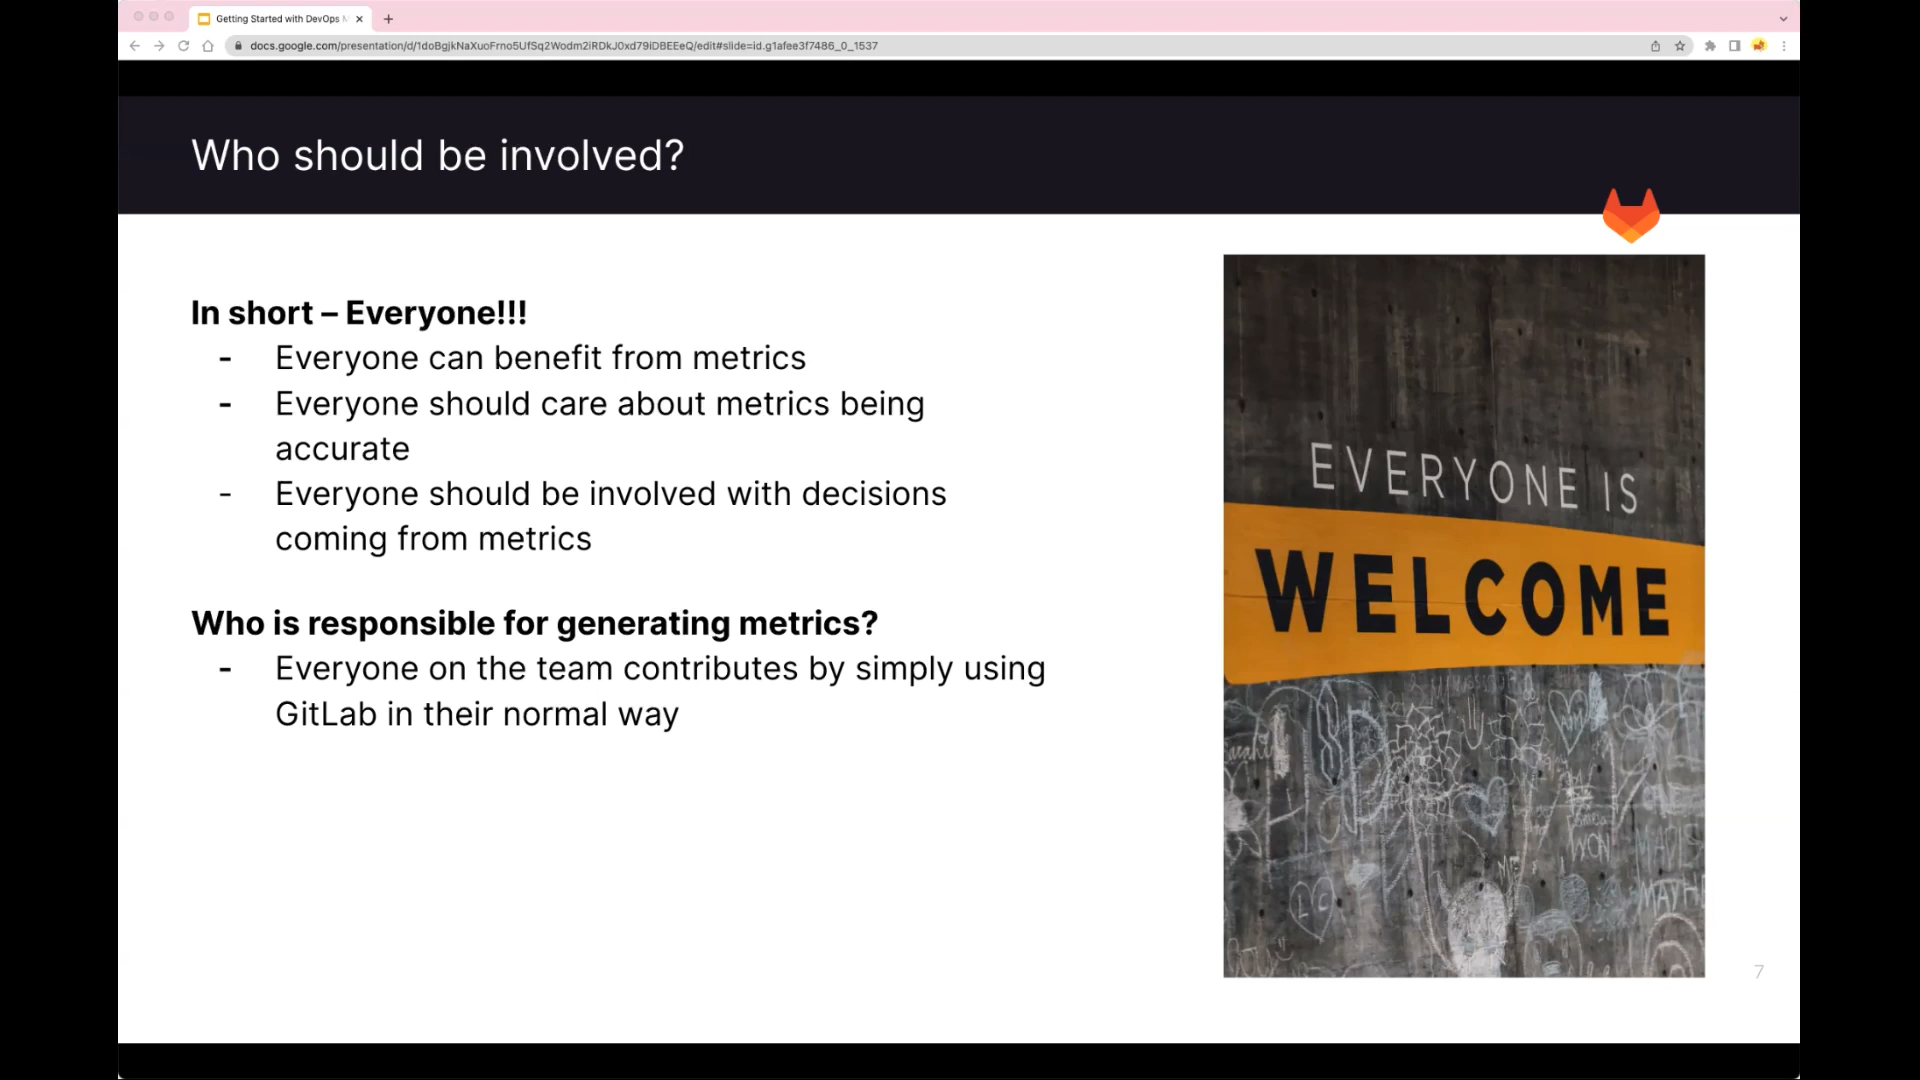 Getting Started with DevOps M
docs.google.com/presentation/d/1doBgjkNaXuoFrno5UfSq2Wodm2iRDkJ0xd79iDBEEeQ/edit#slide=id.g1afee3f7486_0_1537
Who should be involved?
In short – Everyone!!!
- Everyone can benefit from metrics
- Everyone should care about metrics being
accurate
- Everyone should be involved with decisions
coming from metrics
Who is responsible for generating metrics?
- Everyone on the team contributes by simply using
GitLab in their normal way
EVERYONE IS
WELCOME
WON
L C
7